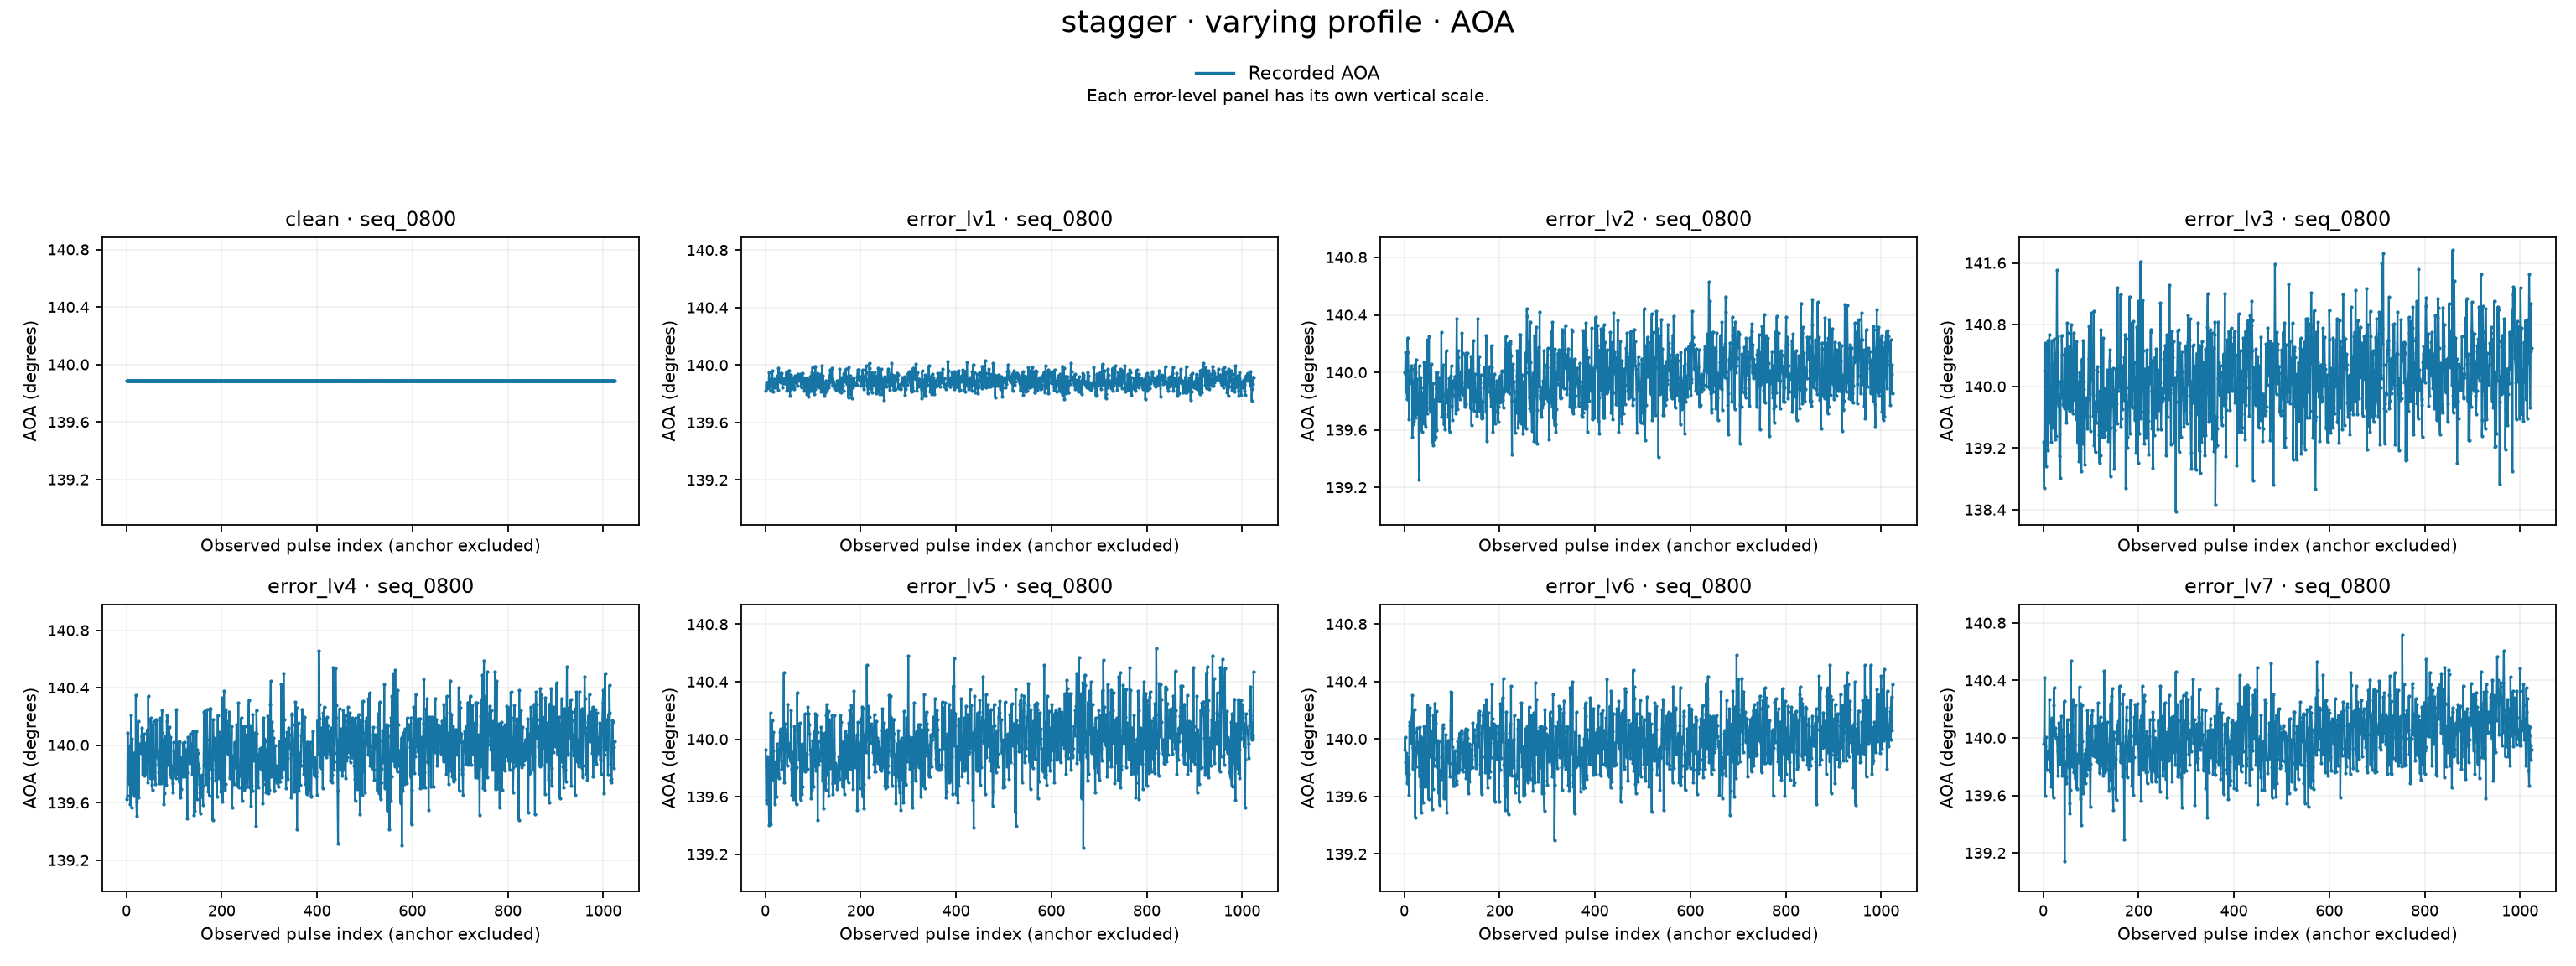 stagger · varying profile · AOA
Recorded AOA
Each error-level panel has its own vertical scale.
clean · seq_0800
140.8
140.4
140.0
139.6
139.2
AOA (degrees)
Observed pulse index (anchor excluded)
error_lv1 · seq_0800
140.8
140.4
140.0
139.6
139.2
AOA (degrees)
Observed pulse index (anchor excluded)
error_lv2 · seq_0800
140.8
140.4
140.0
139.6
139.2
AOA (degrees)
Observed pulse index (anchor excluded)
error_lv3 · seq_0800
141.6
140.8
140.0
139.2
138.4
AOA (degrees)
Observed pulse index (anchor excluded)
error_lv4 · seq_0800
140.8
140.4
140.0
139.6
139.2
AOA (degrees)
0 200 400 600 800 1000
Observed pulse index (anchor excluded)
error_lv5 · seq_0800
140.8
140.4
140.0
139.6
139.2
AOA (degrees)
0 200 400 600 800 1000
Observed pulse index (anchor excluded)
error_lv6 · seq_0800
140.8
140.4
140.0
139.6
139.2
AOA (degrees)
0 200 400 600 800 1000
Observed pulse index (anchor excluded)
error_lv7 · seq_0800
140.8
140.4
140.0
139.6
139.2
AOA (degrees)
0 200 400 600 800 1000
Observed pulse index (anchor excluded)